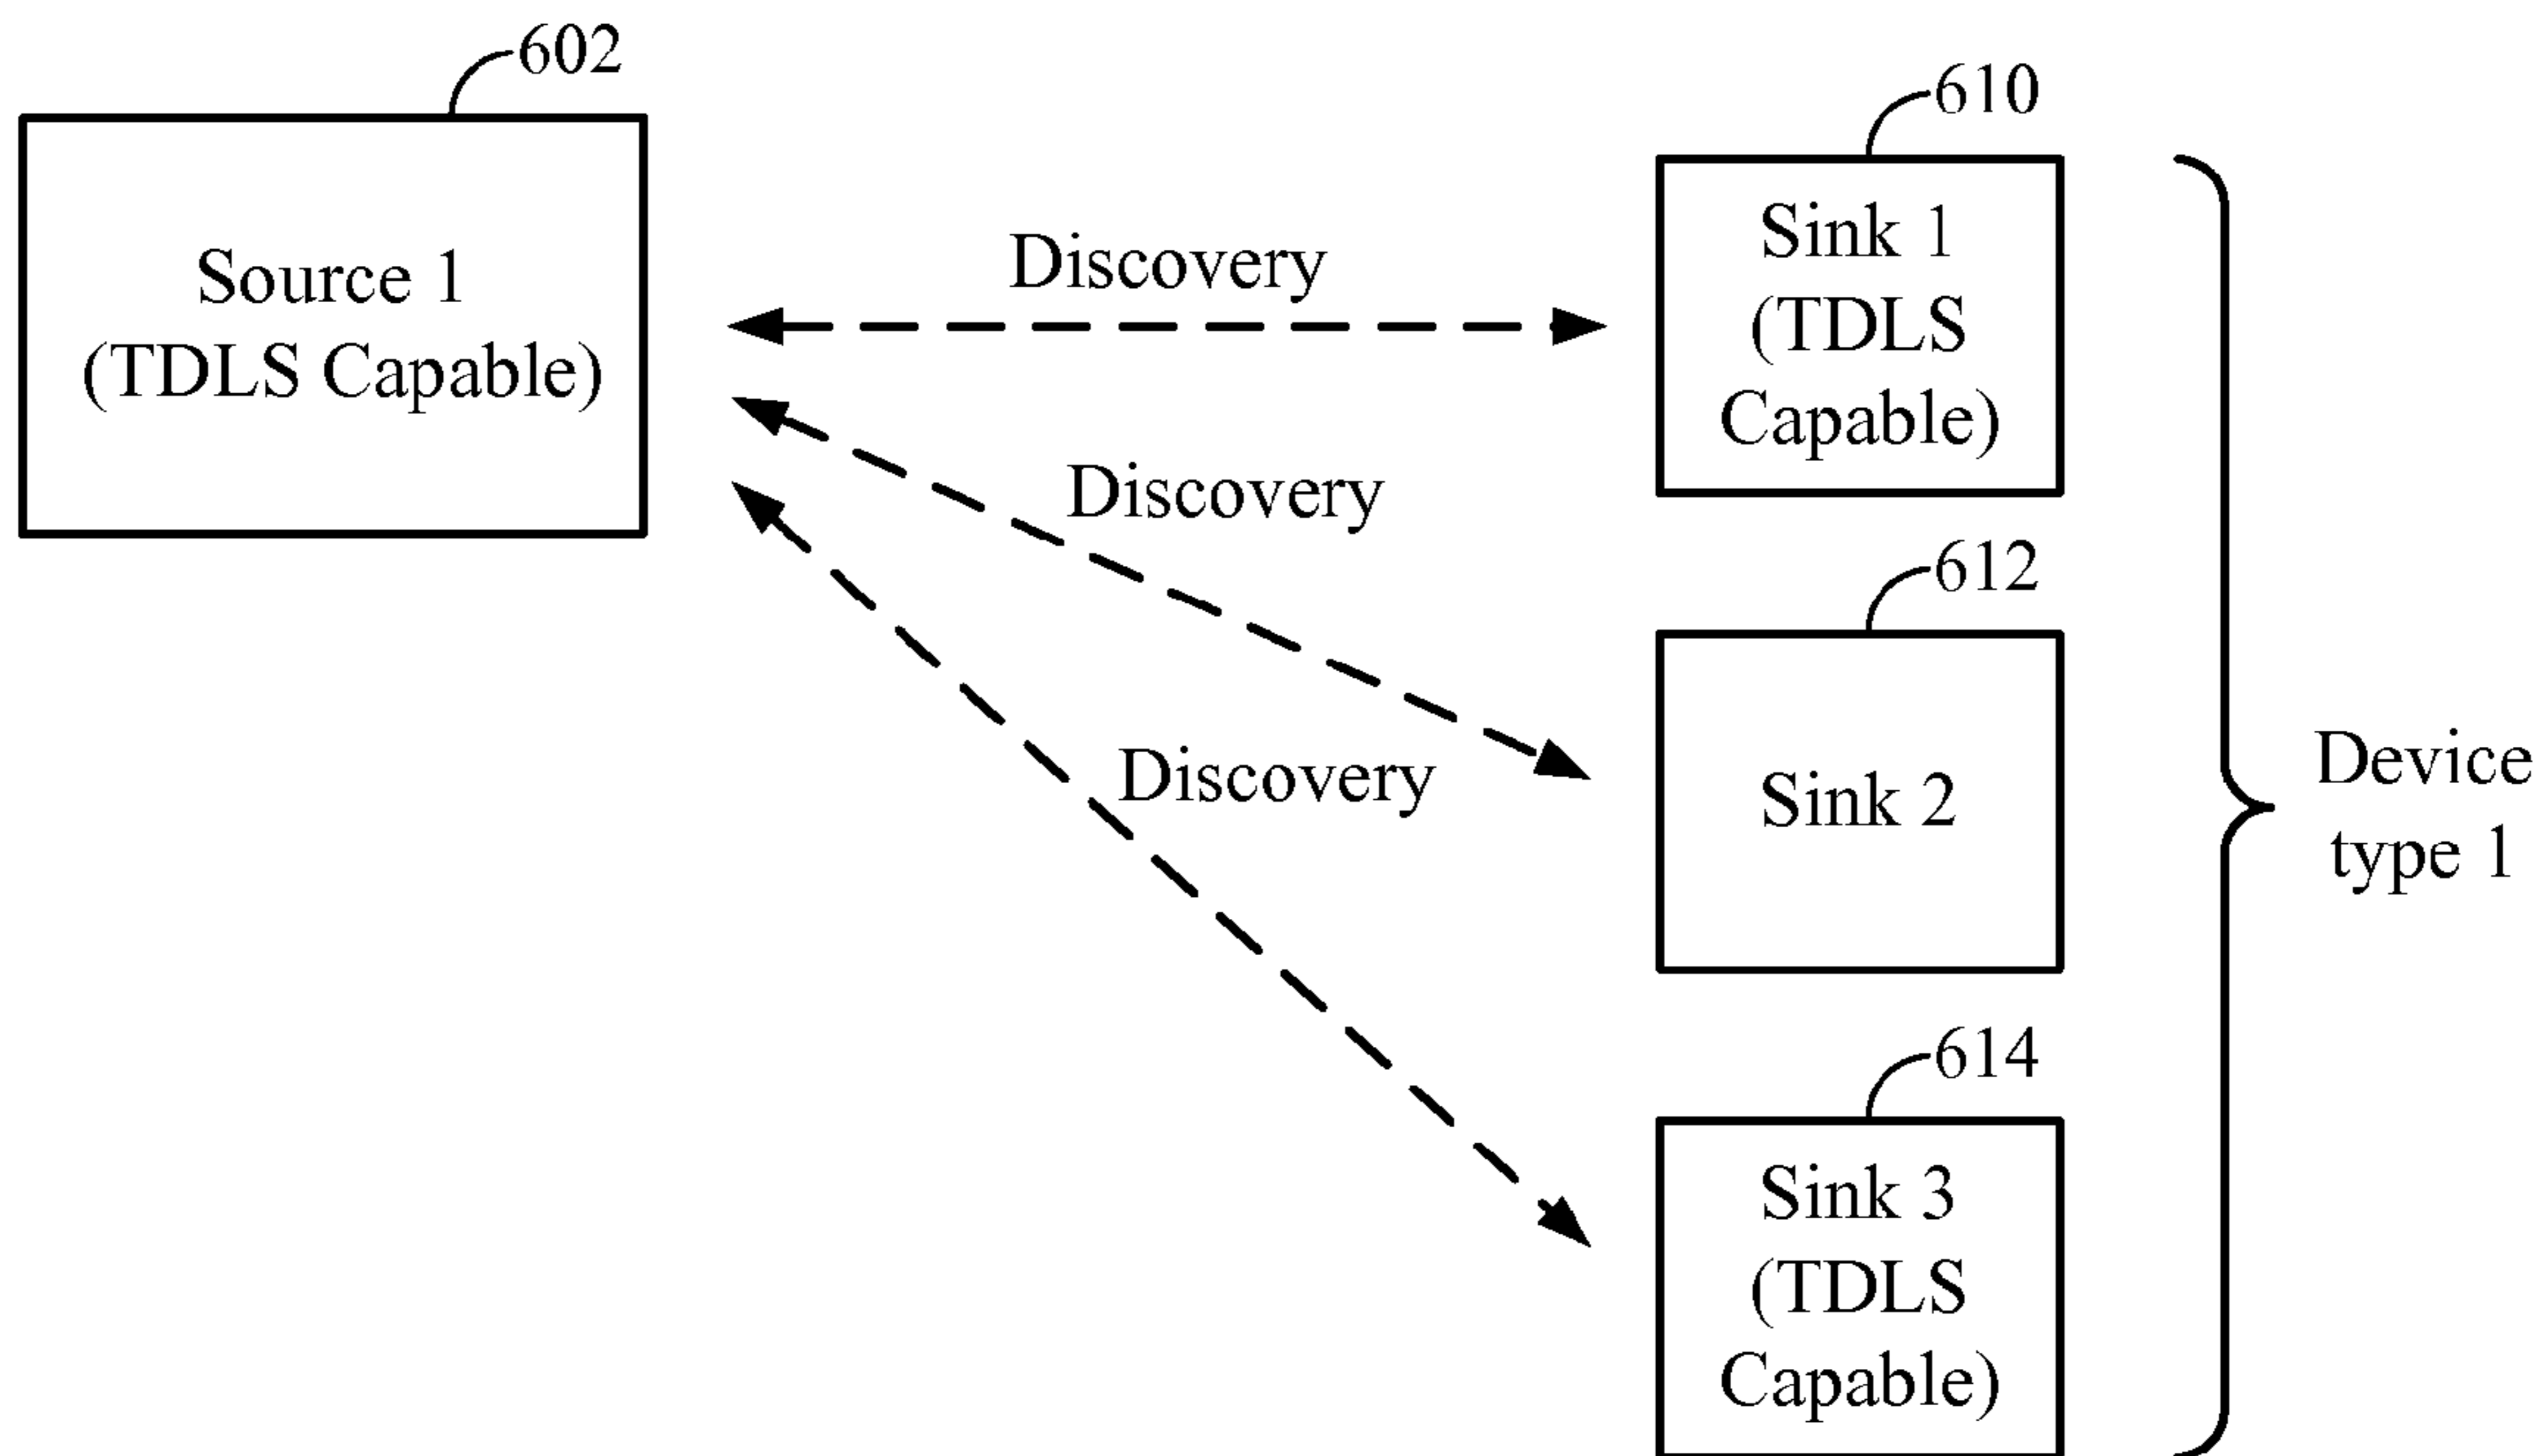 602
Source 1
(TDLS Capable)
Discovery
Discovery
Discovery
610
Sink 1
(TDLS
Capable)
612
Sink 2
614
Sink 3
(TDLS
Capable)
Device
type 1